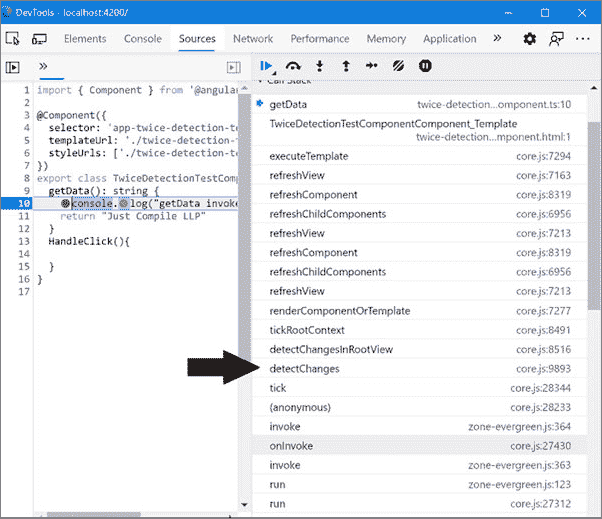 DevTools - localhost:4200/
Elements Console Sources Network Performance Memory Application »
»
Call Stack
1 import { Component } from '@angular
2
3 @Component({
4 selector: 'app-twice-detection-te
5 templateUrl: './twice-detection-t
6 styleUrls: ['./twice-detection-te
7 })
8 export class TwiceDetectionTestComp
9 getData(): string {
10 console.log("getData invoke
11 return "Just Compile LLP"
12 }
13 HandleClick(){
14
15 }
16 }
17
getData twice-detection...omponent.ts:10
TwiceDetectionTestComponentComponent_Template
twice-detection...mponent.html:1
executeTemplate core.js:7294
refreshView core.js:7163
refreshComponent core.js:8319
refreshChildComponents core.js:6956
refreshView core.js:7213
refreshComponent core.js:8319
refreshChildComponents core.js:6956
refreshView core.js:7213
renderComponentOrTemplate core.js:7277
tickRootContext core.js:8491
detectChangesInRootView core.js:8516
detectChanges core.js:9893
tick core.js:28344
(anonymous) core.js:28233
invoke zone-evergreen.js:364
onInvoke core.js:27430
invoke zone-evergreen.js:363
run zone-evergreen.js:123
run core.js:27312